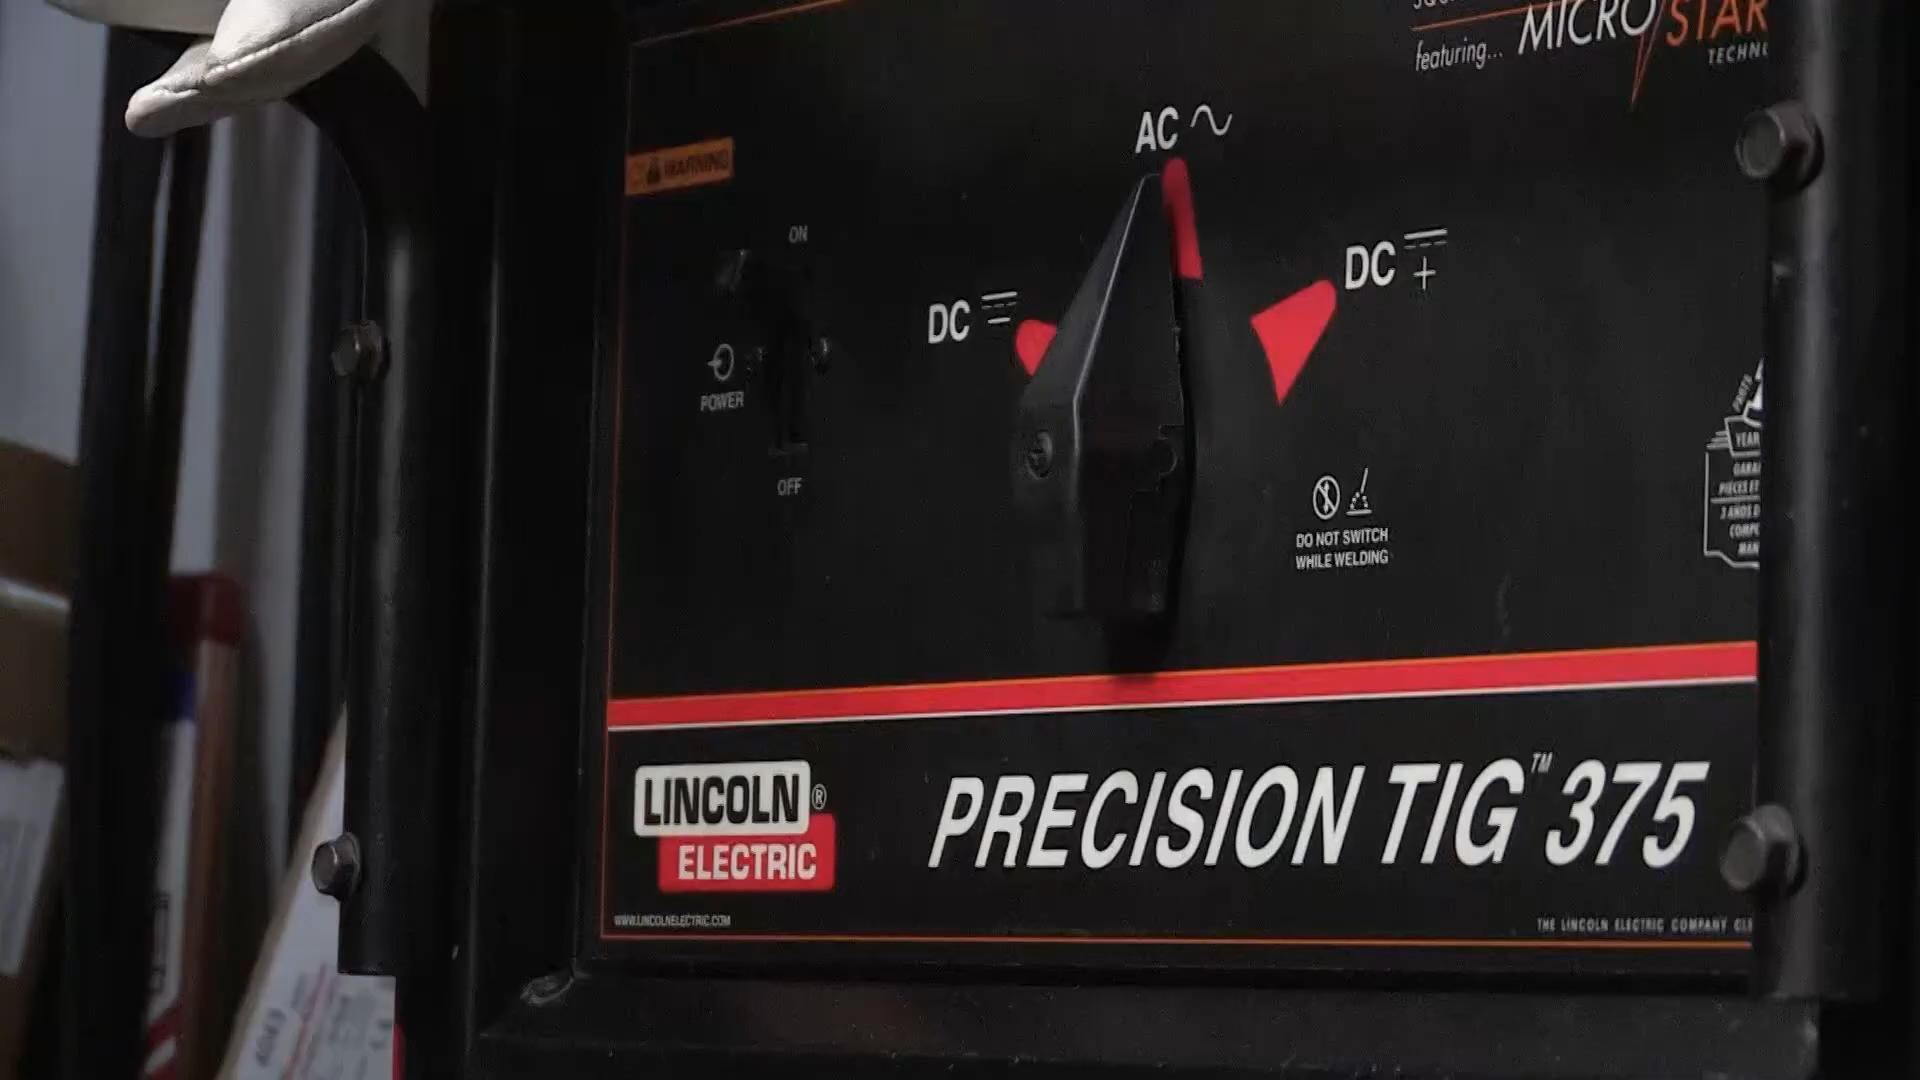 featuring... MICRO STAR
AC
WARNING
ON
DC
DC +
POWER
OFF
DO NOT SWITCH
WHILE WELDING
YEAR
LINCOLN ®
ELECTRIC
PRECISION TIG™ 375
WWW.LINCOLNELECTRIC.COM
THE LINCOLN ELECTRIC COMPANY